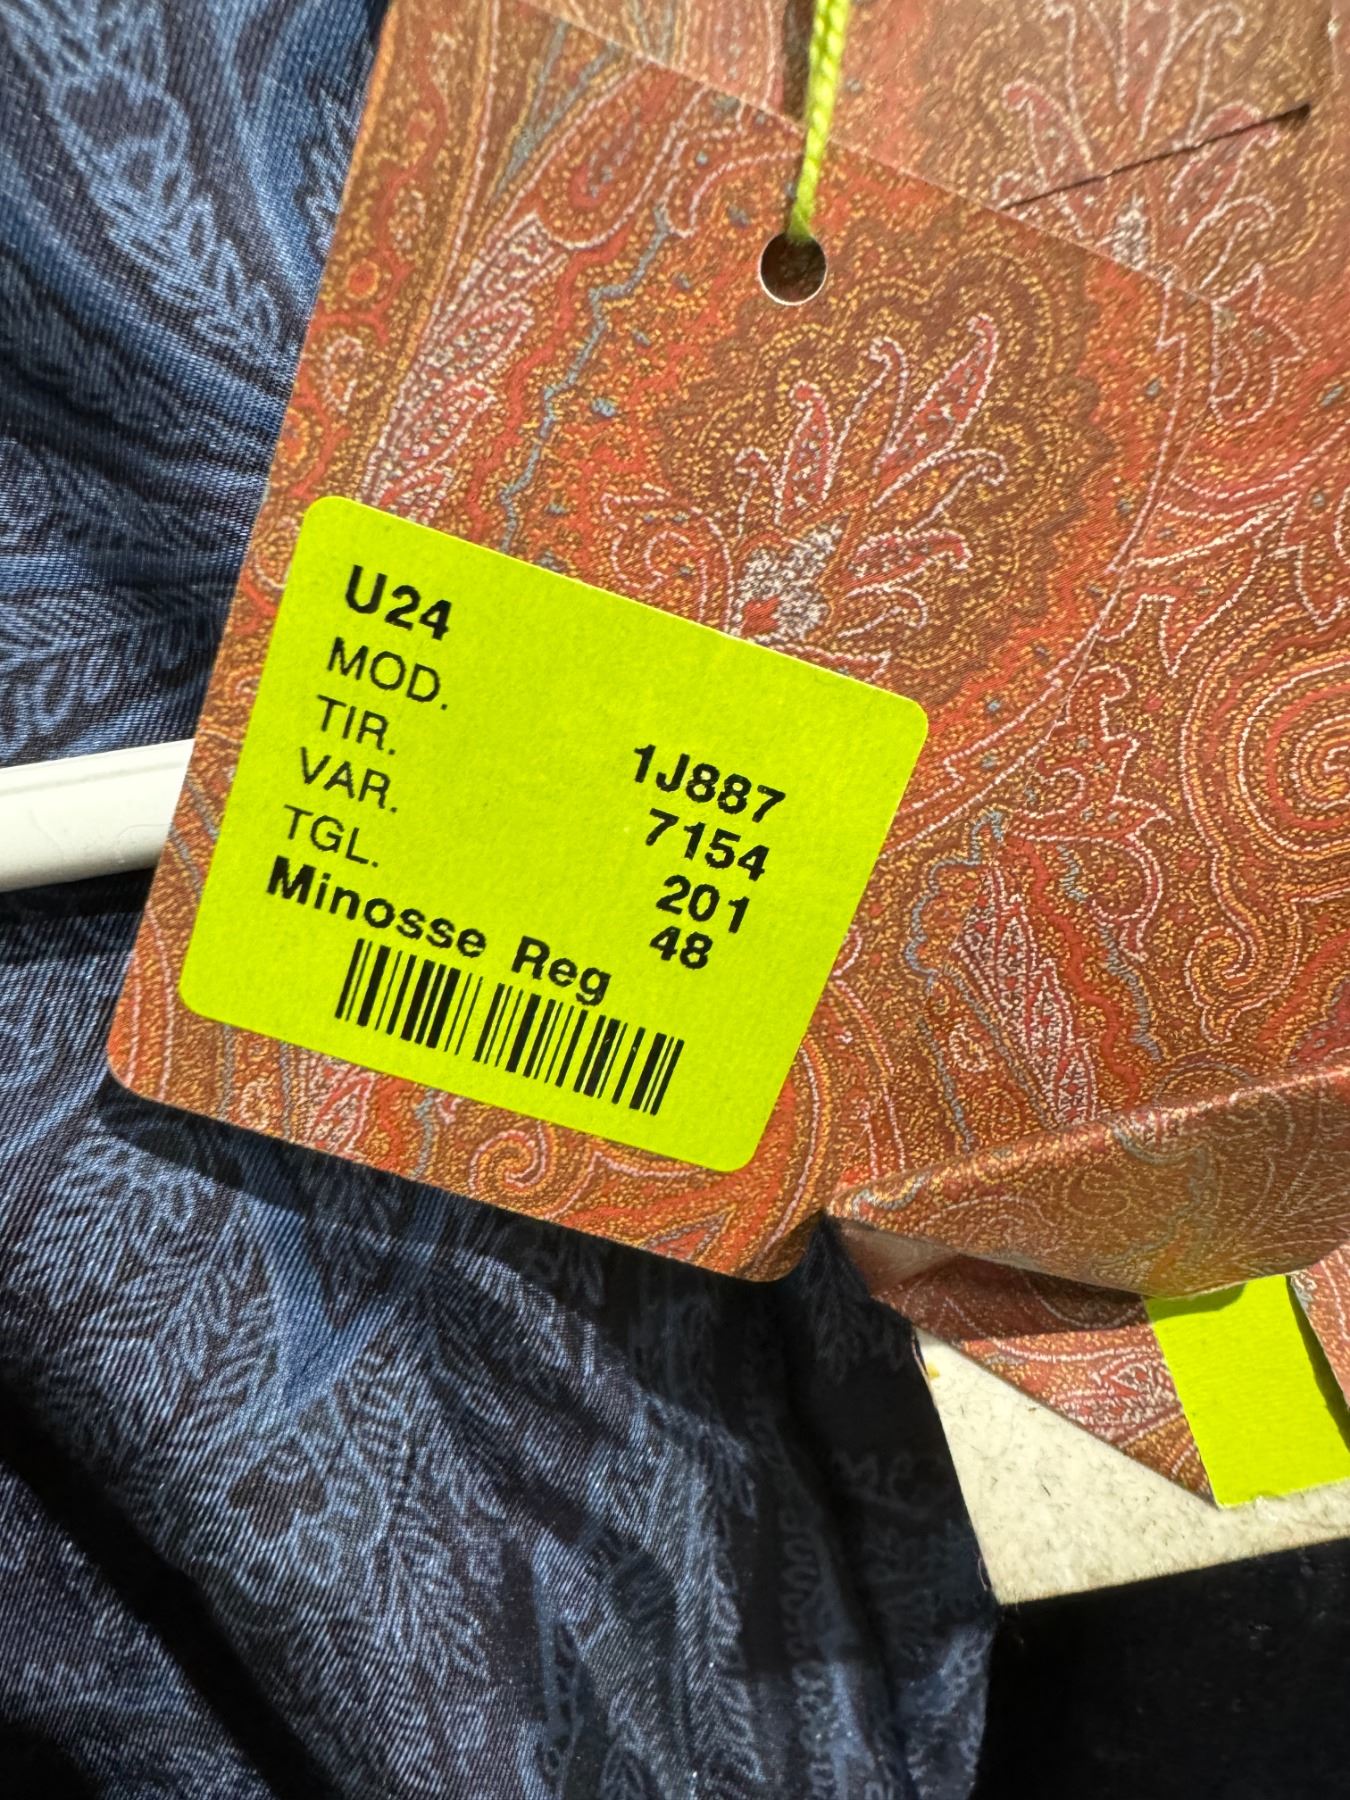 U24
MOD. 1J887
TIR. 7154
VAR. 201
TGL. 48
Minosse Reg